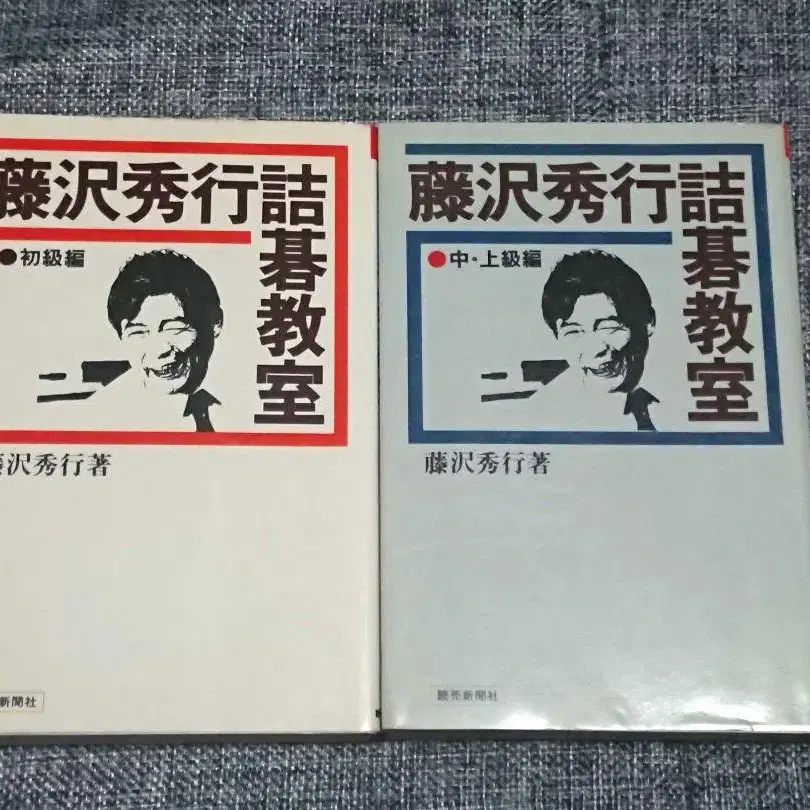 藤沢秀行詰碁教室
●初級編
藤沢秀行著
新聞社
藤沢秀行詰碁教室
●中・上級編
藤沢秀行著
読売新聞社